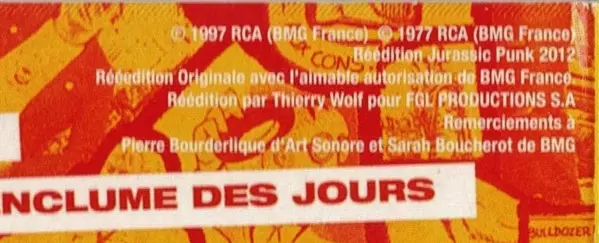 ℗ 1997 RCA (BMG France) © 1977 RCA (BMG France)
Réédition Jurassic Punk 2012
Rééedition Originale avec l'aimable autorisation de BMG France.
Réédition par Thierry Wolf pour FGL PRODUCTIONS S.A
Remerciements à
Pierre Bourderlique d'Art Sonore et Sarah Boucherot de BMG
ENCLUME DES JOURS
BULLDOZER